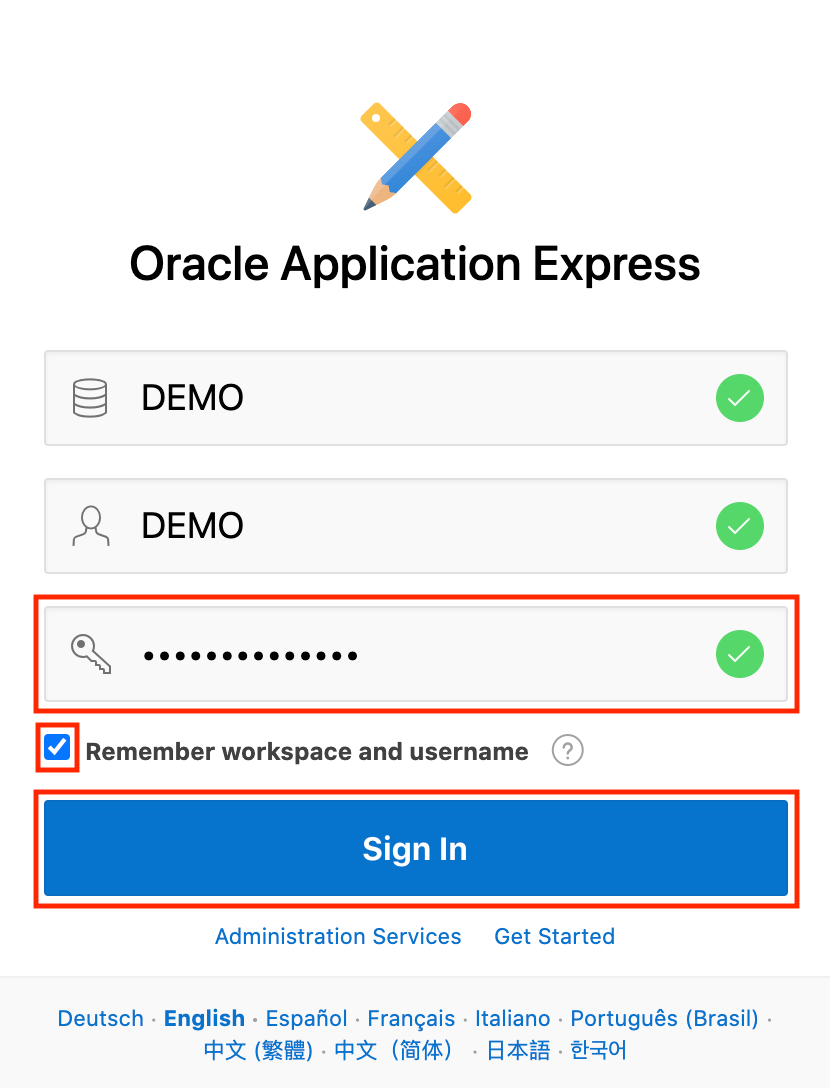 Oracle Application Express
DEMO
DEMO
••••••••••••••
Remember workspace and username ?
Sign In
Administration Services Get Started
Deutsch · English · Español · Français · Italiano · Português (Brasil) ·
中文 (繁體) · 中文（简体） · 日本語 · 한국어